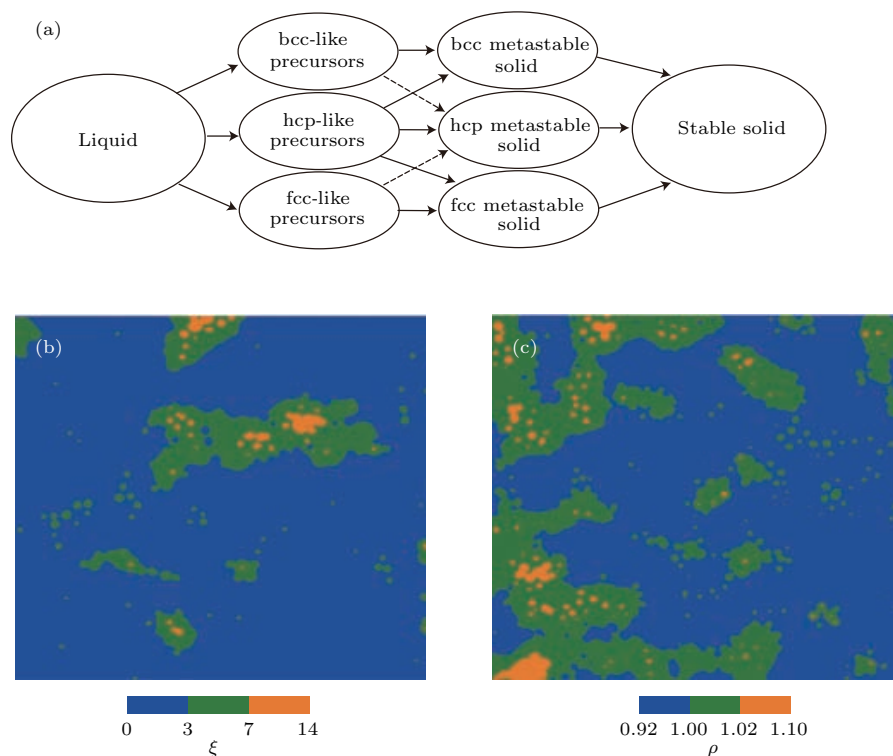 (a)
bcc-like
precursors
bcc metastable
solid
Liquid
hcp-like
precursors
hcp metastable
solid
Stable solid
fcc-like
precursors
fcc metastable
solid
(b)
(c)
0 3 7 14
ξ
0.92 1.00 1.02 1.10
ρ